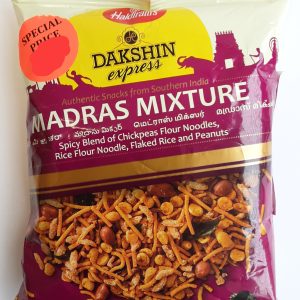 SPECIAL
PRICE
Haldiram's
DAKSHIN
express
Authentic Snacks from Southern India
MADRAS MIXTURE
மெட்ராஸ் மிக்ஸர்
Spicy Blend of Chickpeas Flour Noodles,
Rice Flour Noodle, Flaked Rice and Peanuts